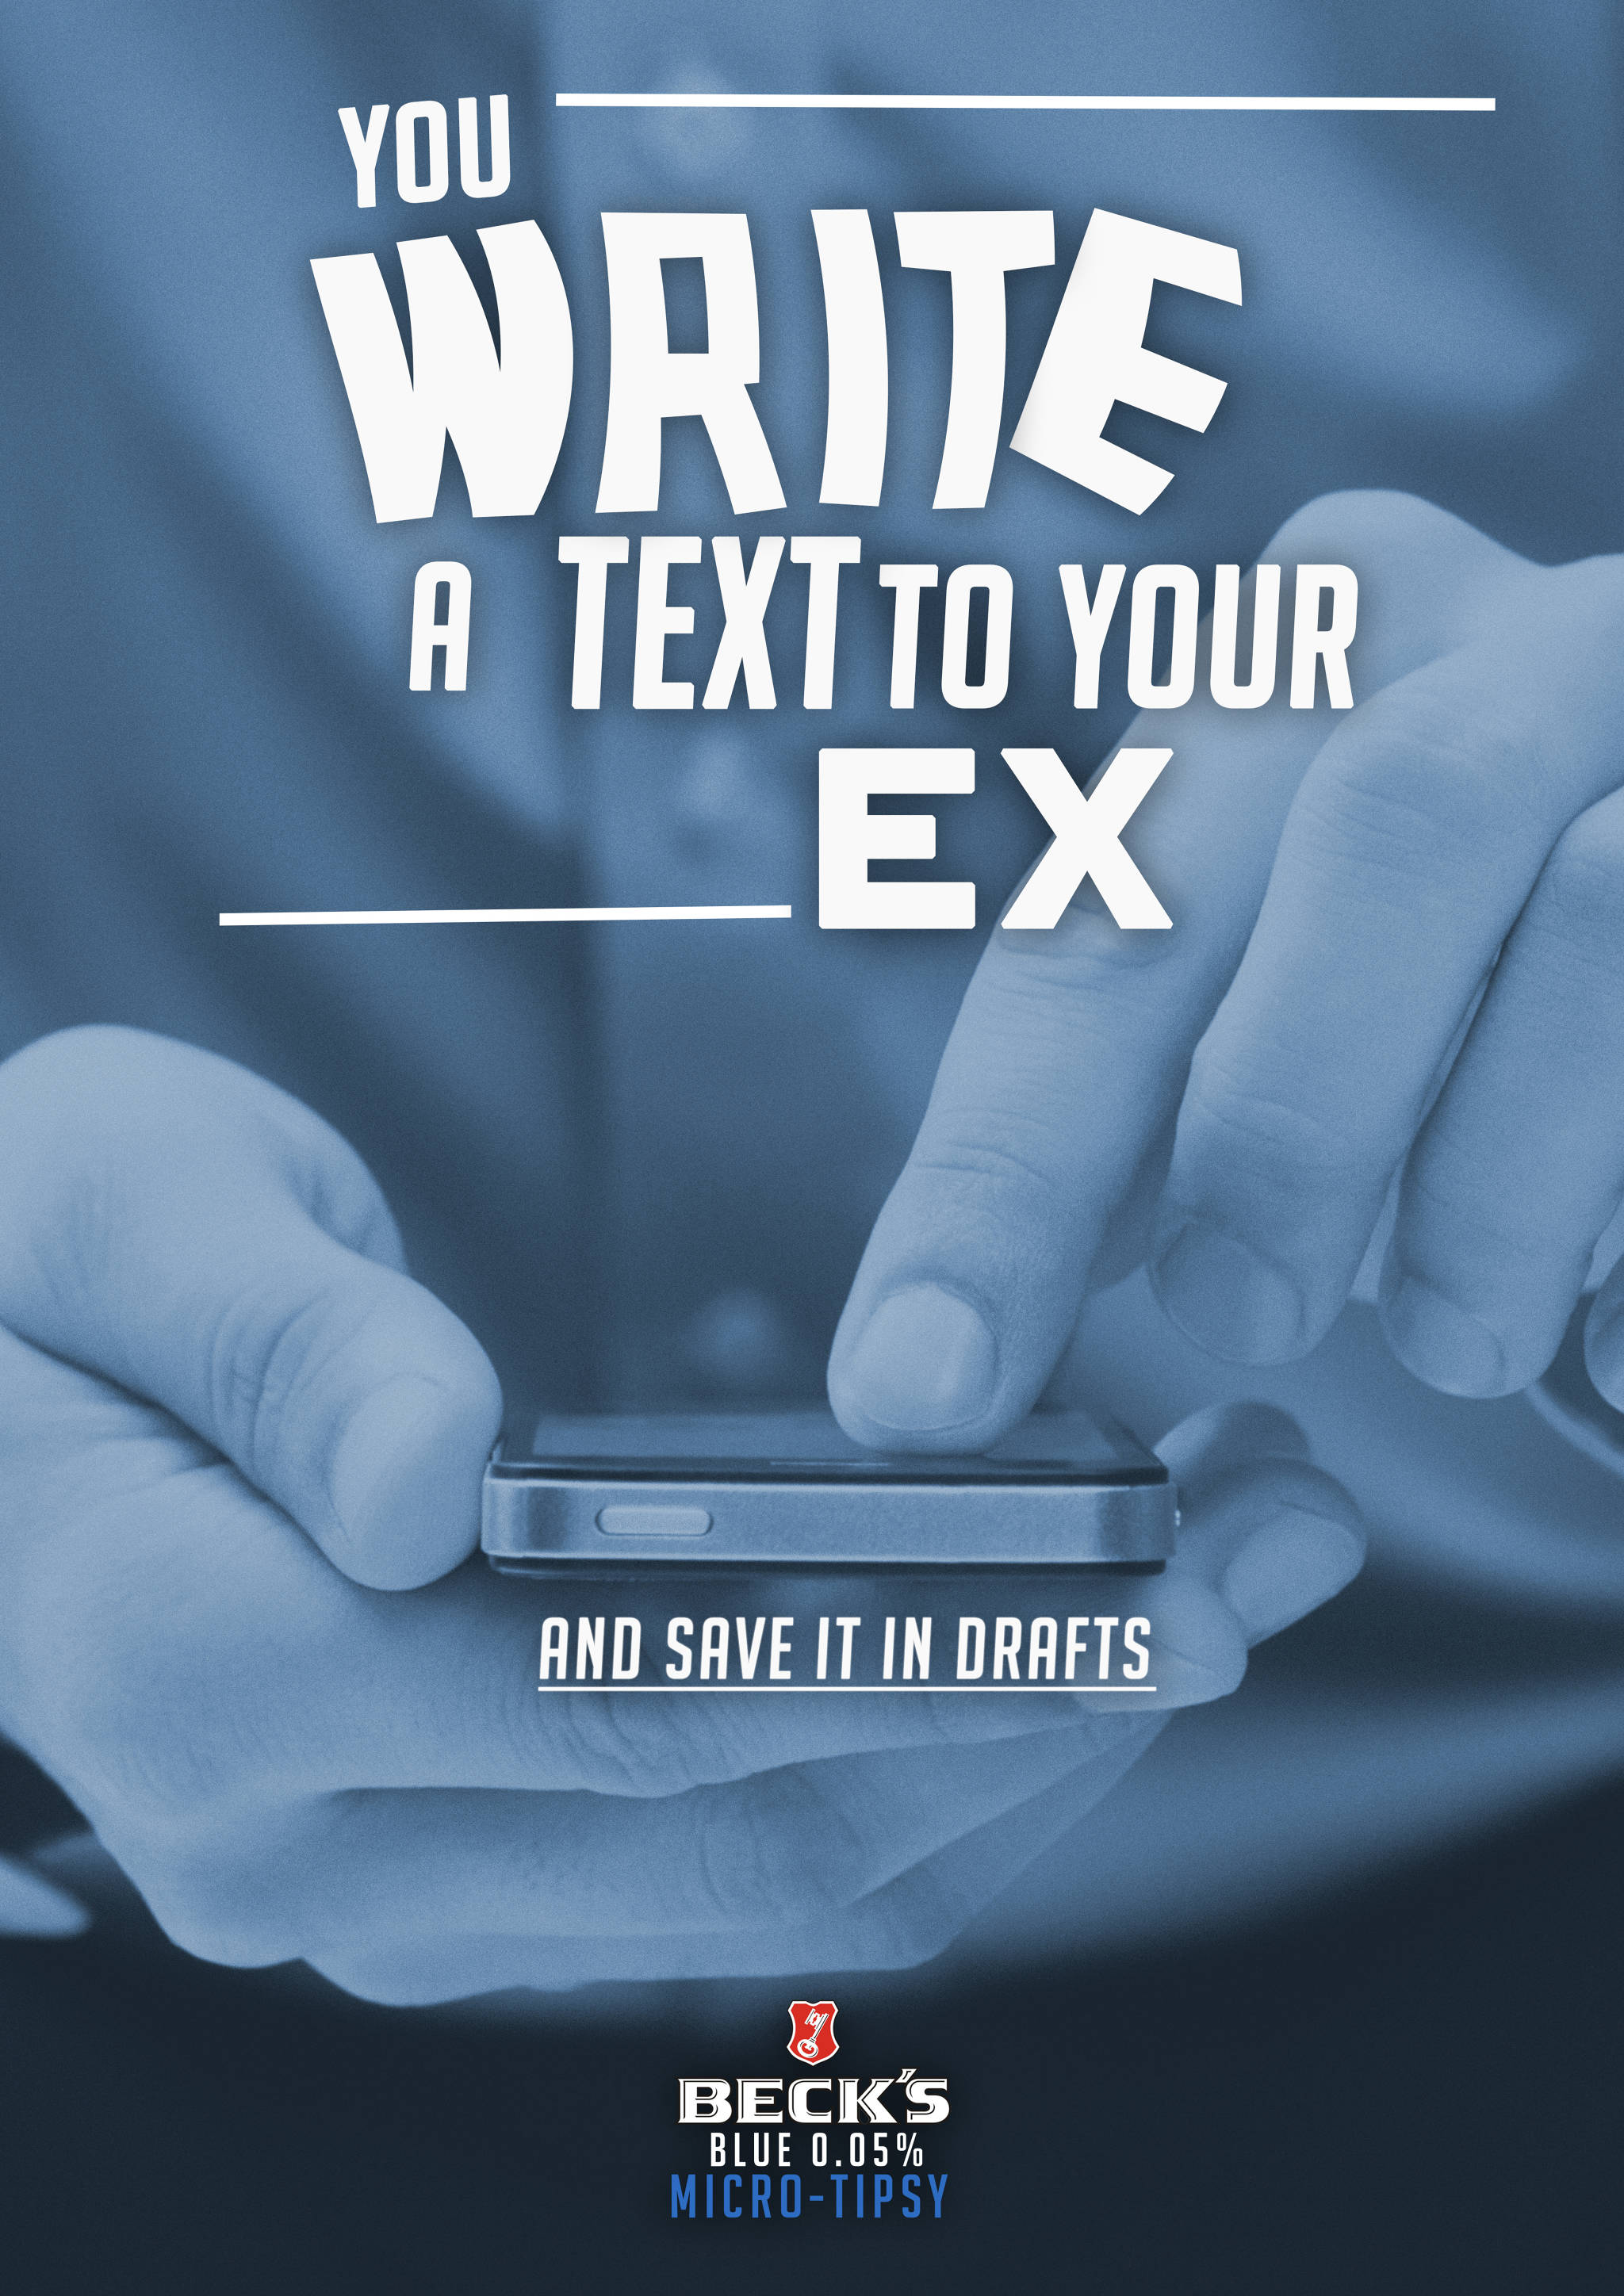 YOU
WRITE
A TEXT TO YOUR
EX
AND SAVE IT IN DRAFTS
BECK'S
BLUE 0.05%
MICRO-TIPSY